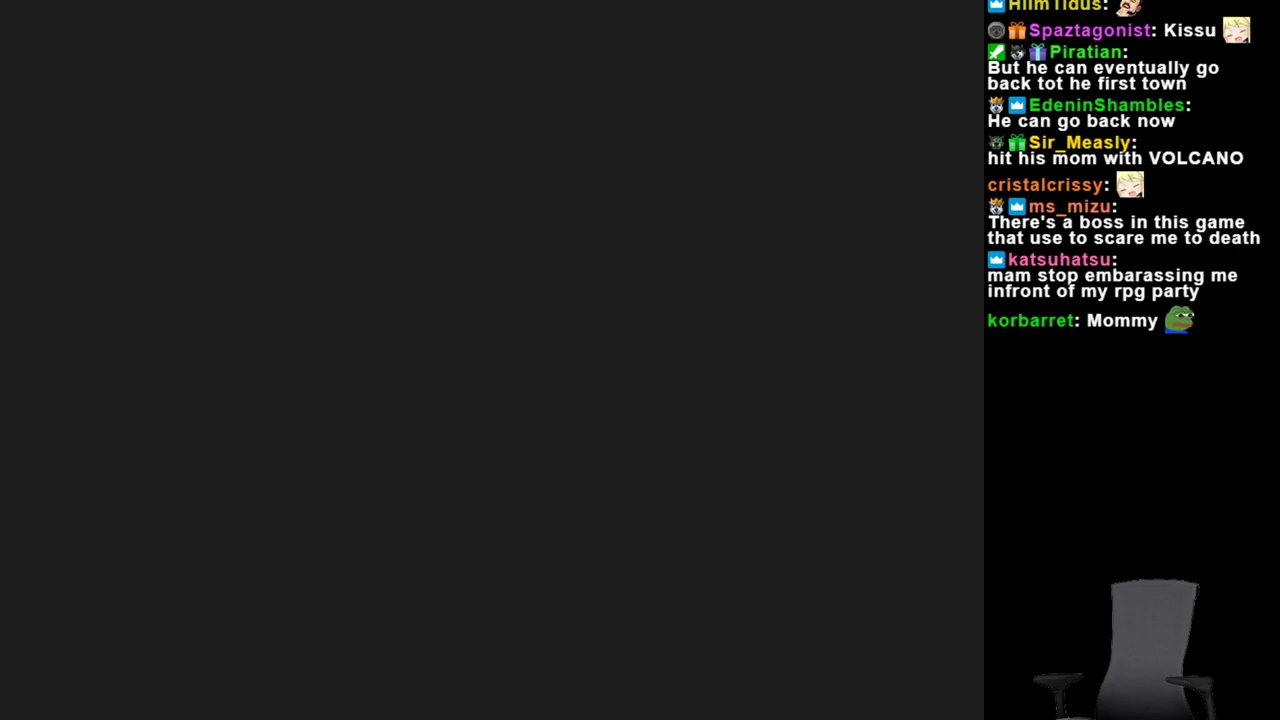 HiimTidus:
Spaztagonist: Kissu
Piratian:
But he can eventually go
back tot he first town
EdeninShambles:
He can go back now
Sir_Measly:
hit his mom with VOLCANO
cristalcrissy:
ms_mizu:
There's a boss in this game
that use to scare me to death
katsuhatsu:
mam stop embarassing me
infront of my rpg party
korbarret: Mommy